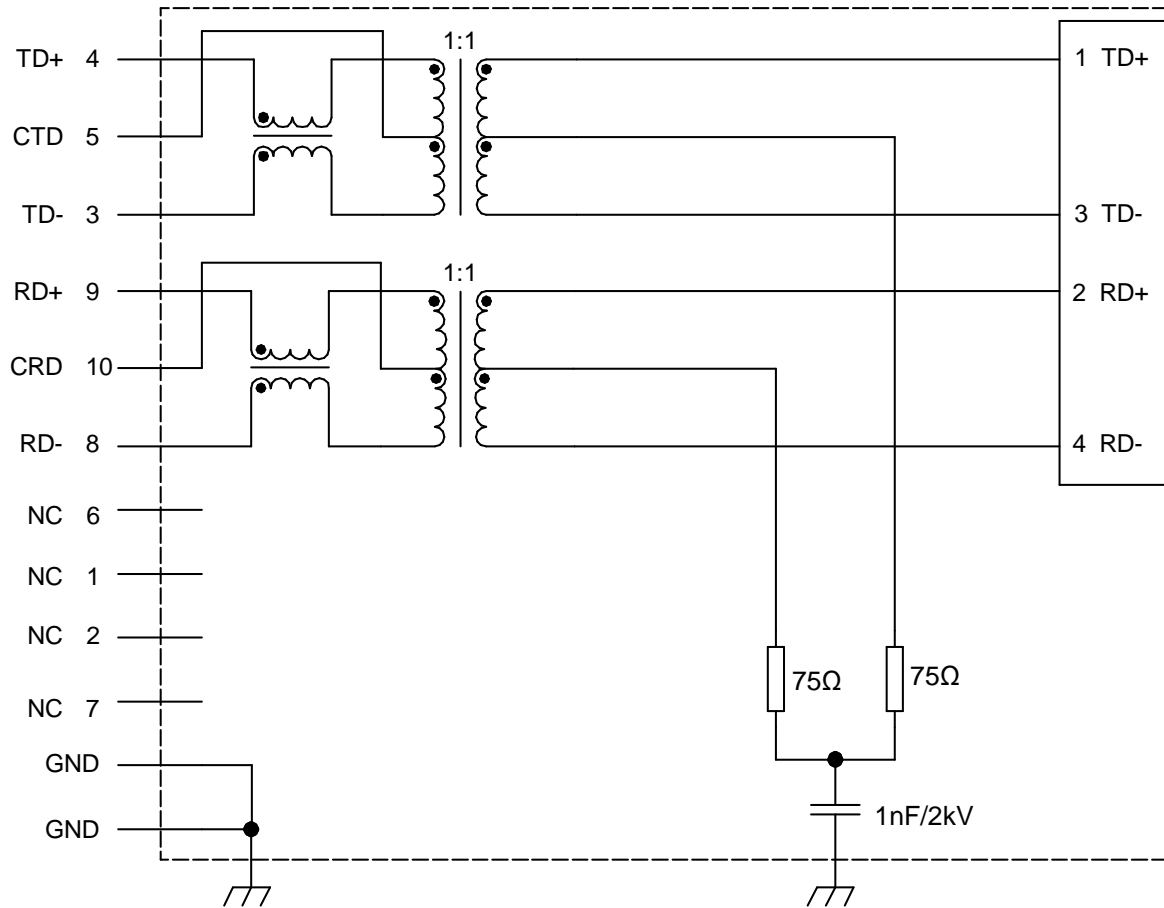 1:1
TD+ 4
1 TD+
CTD 5
TD- 3
3 TD-
1:1
RD+ 9
2 RD+
CRD 10
RD- 8
4 RD-
NC 6
NC 1
NC 2
75Ω
75Ω
NC 7
GND
1nF/2kV
GND